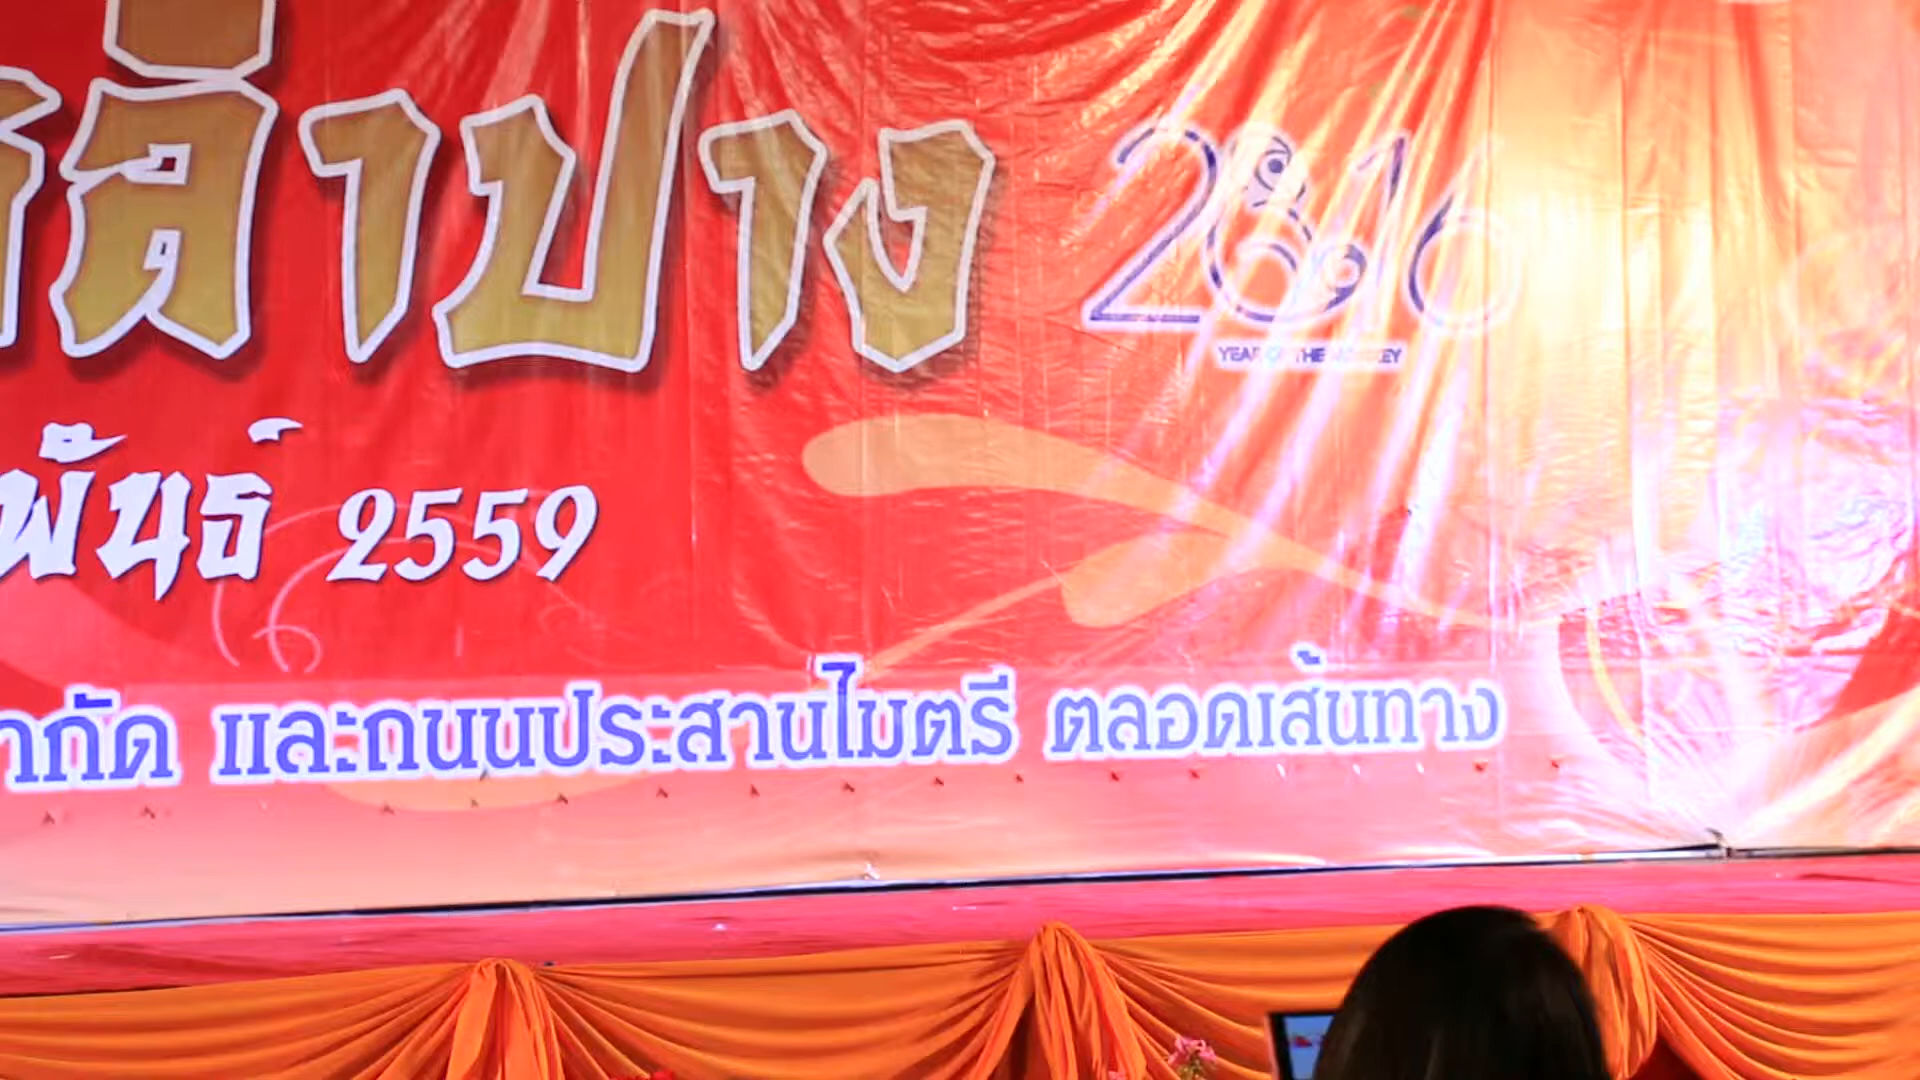 ลำปาง
2016
YEAR OF THE MONKEY
พันธ์ 2559
ากัด และถนนประสานไมตรี ตลอดเส้นทาง